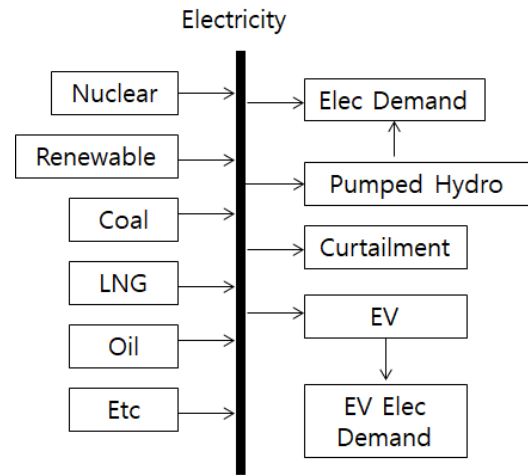 Electricity
Nuclear
Renewable
Coal
LNG
Oil
Etc
Elec Demand
Pumped Hydro
Curtailment
EV
EV Elec
Demand